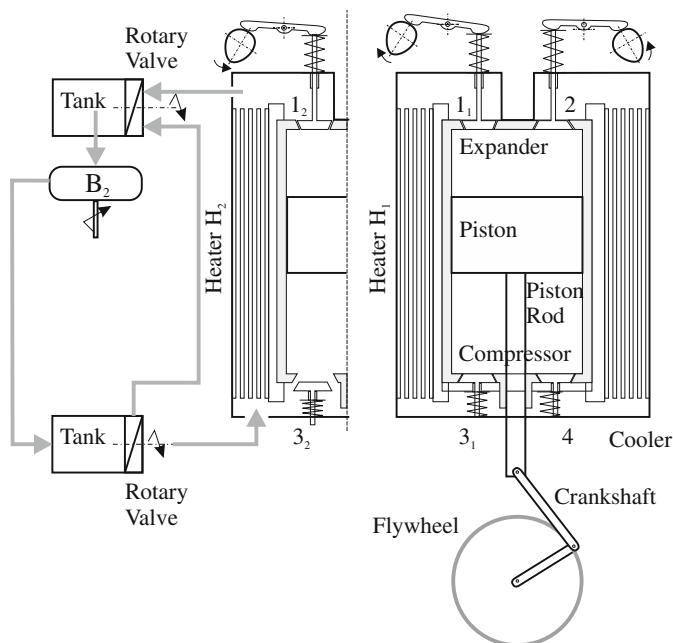 Rotary
Valve
Tank
B₂
Heater H₂
1₂
Tank
3₂
Rotary
Valve
1₁
2
Expander
Heater H₁
Piston
Piston
Rod
Compressor
3₁
4
Cooler
Crankshaft
Flywheel